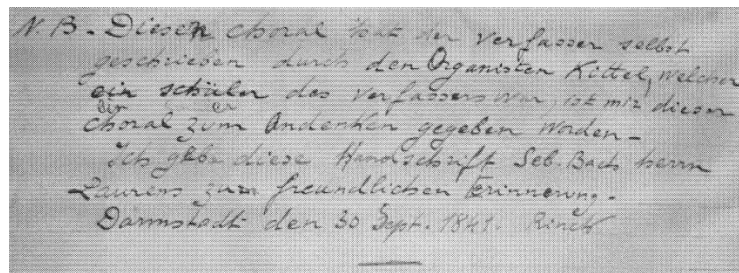 N.B. Diesen choral hat der Verfasser selbst
geschrieben durch den Organisten Kittel, welcher
ein schüler des Verfassers war, ist mir dieser
choral zum Andenken gegeben worden -
Ich gebe diese Handschrift Seb. Bach herrn
Laurens zur freundlichen Erinnerung.
Darmstadt den 30 Sept. 1841. Rinck